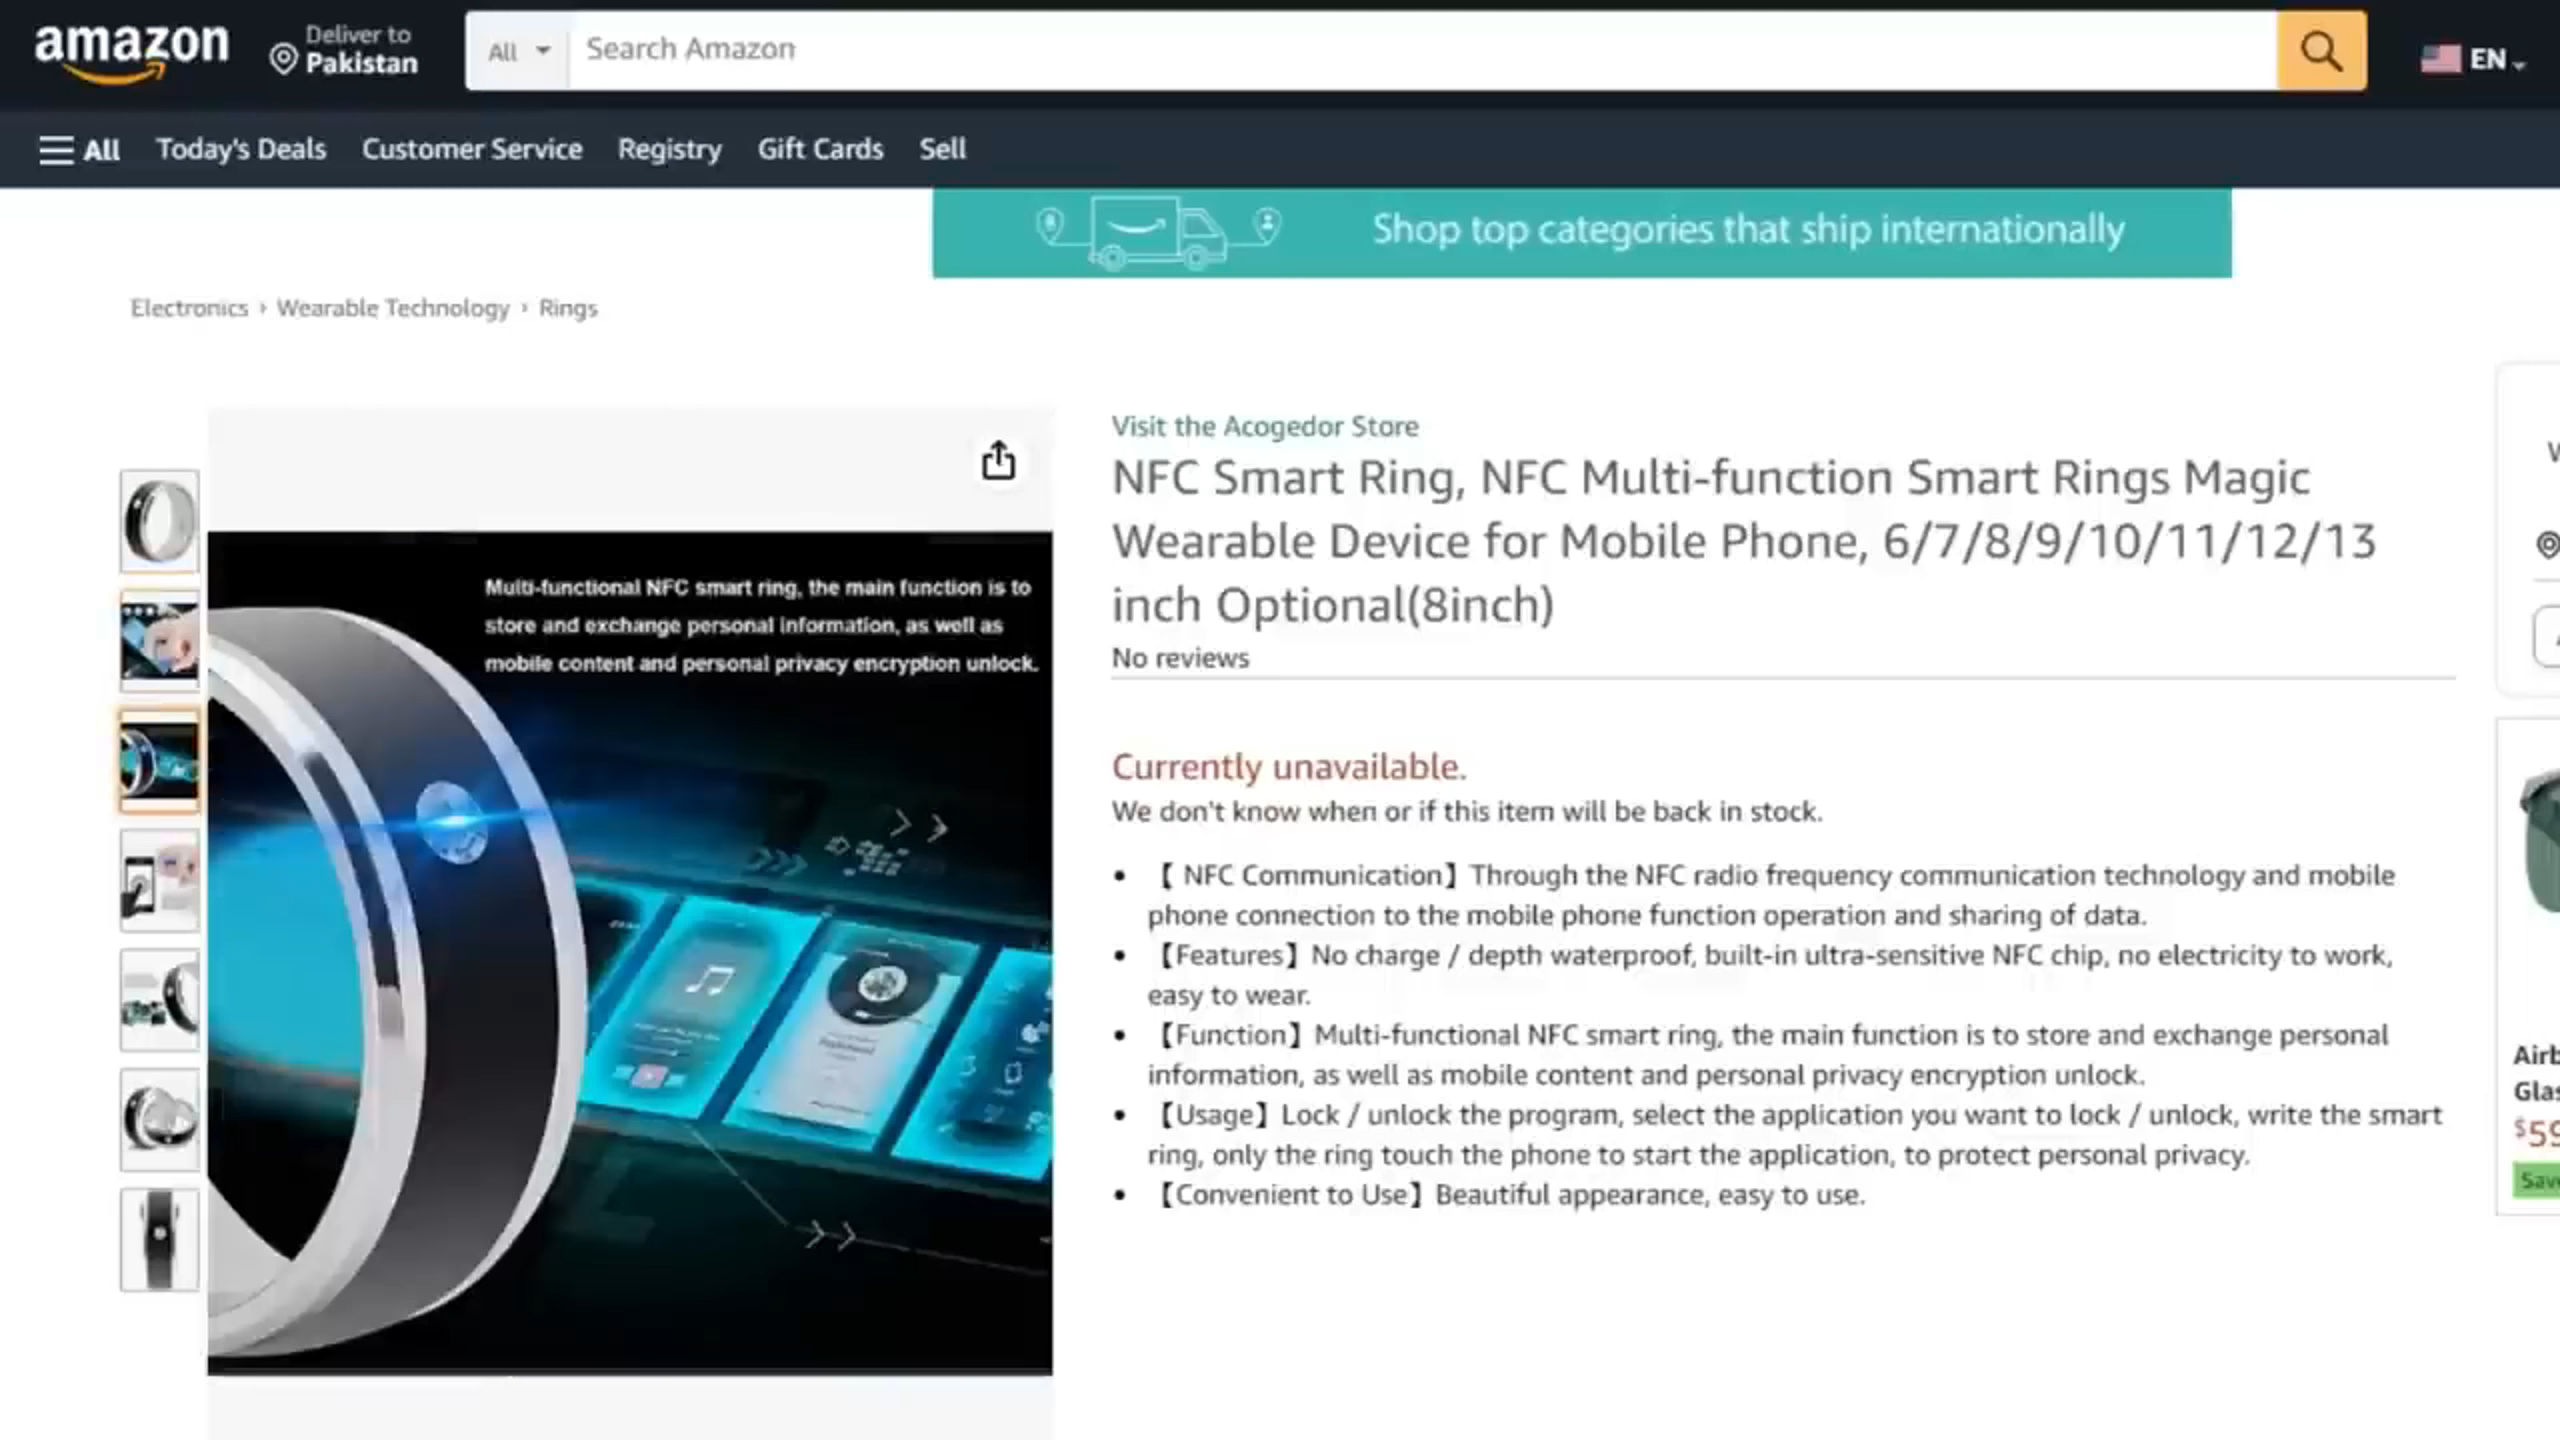 amazon
Deliver to
Pakistan
All
Search Amazon
EN
All
Today's Deals
Customer Service
Registry
Gift Cards
Sell
Shop top categories that ship internationally
Electronics › Wearable Technology › Rings
Multi-functional NFC smart ring, the main function is to
store and exchange personal information, as well as
mobile content and personal privacy encryption unlock.
Visit the Acogedor Store
NFC Smart Ring, NFC Multi-function Smart Rings Magic
Wearable Device for Mobile Phone, 6/7/8/9/10/11/12/13
inch Optional(8inch)
No reviews
Currently unavailable.
We don't know when or if this item will be back in stock.
• 【 NFC Communication】Through the NFC radio frequency communication technology and mobile
phone connection to the mobile phone function operation and sharing of data.
• 【Features】No charge / depth waterproof, built-in ultra-sensitive NFC chip, no electricity to work,
easy to wear.
• 【Function】Multi-functional NFC smart ring, the main function is to store and exchange personal
information, as well as mobile content and personal privacy encryption unlock.
• 【Usage】Lock / unlock the program, select the application you want to lock / unlock, write the smart
ring, only the ring touch the phone to start the application, to protect personal privacy.
• 【Convenient to Use】Beautiful appearance, easy to use.
Airb
Glas
$59
Save